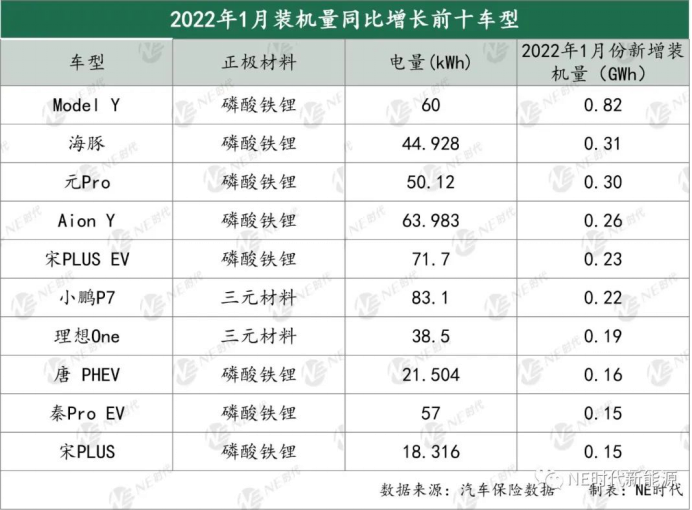 2022年1月装机量同比增长前十车型
车型 正极材料 电量(kWh) 2022年1月份新增装
机量（GWh）
Model Y 磷酸铁锂 60 0.82
海豚 磷酸铁锂 44.928 0.31
元Pro 磷酸铁锂 50.12 0.30
Aion Y 磷酸铁锂 63.983 0.26
宋PLUS EV 磷酸铁锂 71.7 0.23
小鹏P7 三元材料 83.1 0.22
理想One 三元材料 38.5 0.19
唐 PHEV 磷酸铁锂 21.504 0.16
秦Pro EV 磷酸铁锂 57 0.15
宋PLUS 磷酸铁锂 18.316 0.15
NE时代新能源
数据来源：汽车保险数据 制表：NE时代